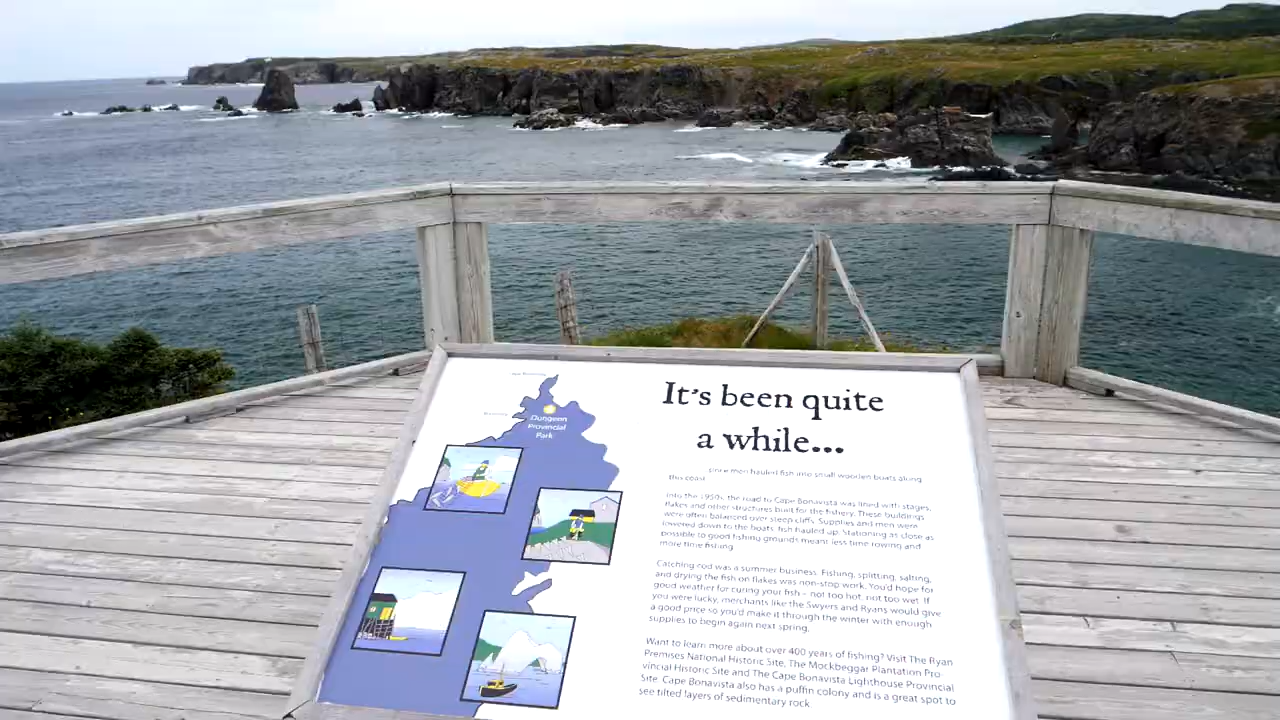 Cape Bonavista
Bonavista
Dungeon
Provincial
Park
It's been quite
a while...
since men hauled fish into small wooden boats along
this coast.
Into the 1950s, the road to Cape Bonavista was lined with stages,
flakes and other structures built for the fishery. These buildings
were often balanced over steep cliffs. Supplies and men were
lowered down to the boats, fish hauled up. Stationing as close as
possible to good fishing grounds meant less time rowing and
more time fishing.
Catching cod was a summer business. Fishing, splitting, salting,
and drying the fish on flakes was non-stop work. You'd hope for
good weather for curing your fish – not too hot, not too wet. If
you were lucky, merchants like the Swyers and Ryans would give
a good price so you'd make it through the winter with enough
supplies to begin again next spring.
Want to learn more about over 400 years of fishing? Visit The Ryan
Premises National Historic Site, The Mockbeggar Plantation Pro
vincial Historic Site and The Cape Bonavista Lighthouse Provincial
Site. Cape Bonavista also has a puffin colony and is a great spot to
see tilted layers of sedimentary rock.